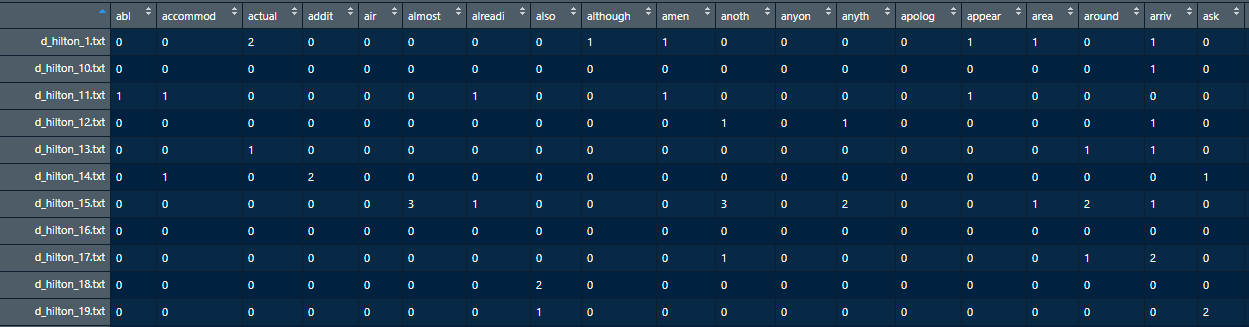 abl accommod actual addit air almost alreadi also although amen anoth anyon anyth apolog appear area around arriv ask
d_hilton_1.txt 0 0 2 0 0 0 0 0 1 1 0 0 0 0 1 1 0 1 0
d_hilton_10.txt 0 0 0 0 0 0 0 0 0 0 0 0 0 0 0 0 0 1 0
d_hilton_11.txt 1 1 0 0 0 0 1 0 0 1 0 0 0 0 1 0 0 0 0
d_hilton_12.txt 0 0 0 0 0 0 0 0 0 0 1 0 1 0 0 0 0 1 0
d_hilton_13.txt 0 0 1 0 0 0 0 0 0 0 0 0 0 0 0 0 1 1 0
d_hilton_14.txt 0 1 0 2 0 0 0 0 0 0 0 0 0 0 0 0 0 0 1
d_hilton_15.txt 0 0 0 0 0 3 1 0 0 0 3 0 2 0 0 1 2 1 0
d_hilton_16.txt 0 0 0 0 0 0 0 0 0 0 0 0 0 0 0 0 0 0 0
d_hilton_17.txt 0 0 0 0 0 0 0 0 0 0 1 0 0 0 0 0 1 2 0
d_hilton_18.txt 0 0 0 0 0 0 0 2 0 0 0 0 0 0 0 0 0 0 0
d_hilton_19.txt 0 0 0 0 0 0 0 1 0 0 0 0 0 0 0 0 0 0 2